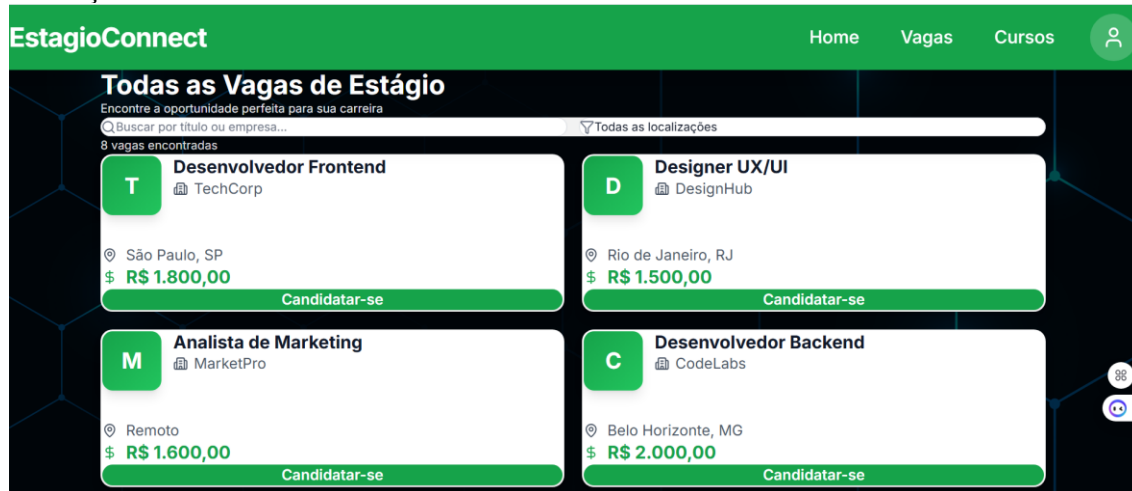 EstagioConnect
Home Vagas Cursos
Todas as Vagas de Estágio
Encontre a oportunidade perfeita para sua carreira
Buscar por título ou empresa...
Todas as localizações
8 vagas encontradas
T
Desenvolvedor Frontend
TechCorp
São Paulo, SP
$ R$ 1.800,00
Candidatar-se
D
Designer UX/UI
DesignHub
Rio de Janeiro, RJ
$ R$ 1.500,00
Candidatar-se
M
Analista de Marketing
MarketPro
Remoto
$ R$ 1.600,00
Candidatar-se
C
Desenvolvedor Backend
CodeLabs
Belo Horizonte, MG
$ R$ 2.000,00
Candidatar-se